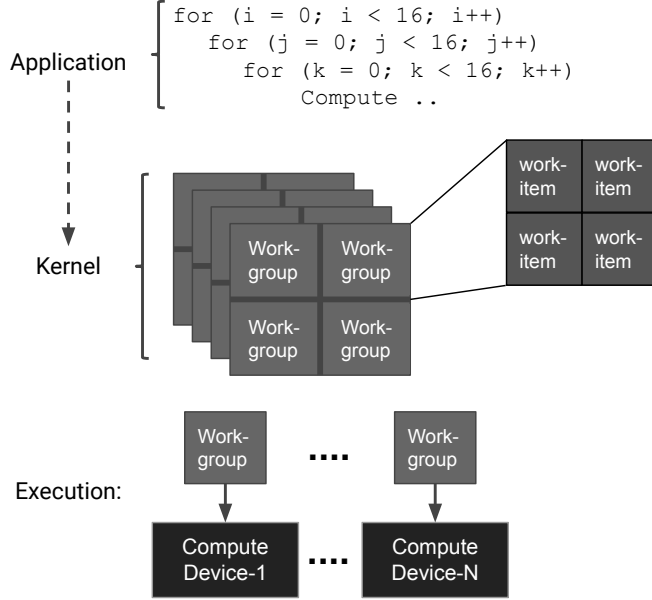 for (i = 0; i < 16; i++)
for (j = 0; j < 16; j++)
for (k = 0; k < 16; k++)
Compute ..
Application
work-
item
work-
item
work-
item
work-
item
Kernel
Work-
group
Work-
group
Work-
group
Work-
group
Work-
group
....
Work-
group
Execution:
Compute
Device-1
....
Compute
Device-N